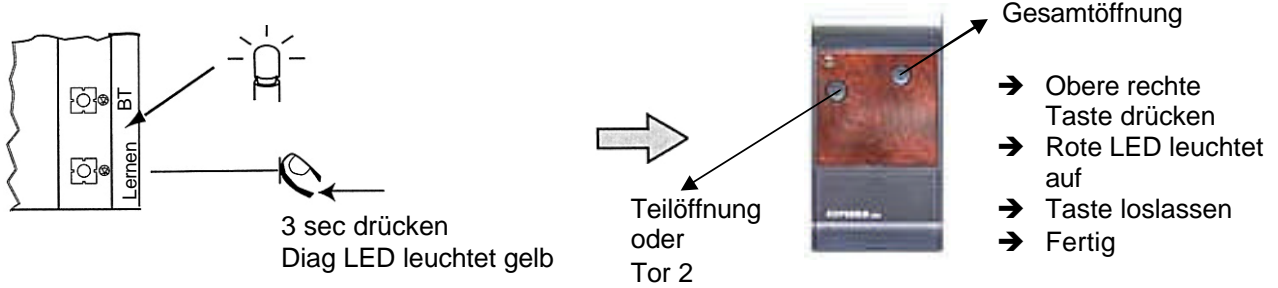 BT
Lernen
3 sec drücken
Diag LED leuchtet gelb
Teilöffnung
oder
Tor 2
Gesamtöffnung
➔ Obere rechte
Taste drücken
➔ Rote LED leuchtet
auf
➔ Taste loslassen
➔ Fertig